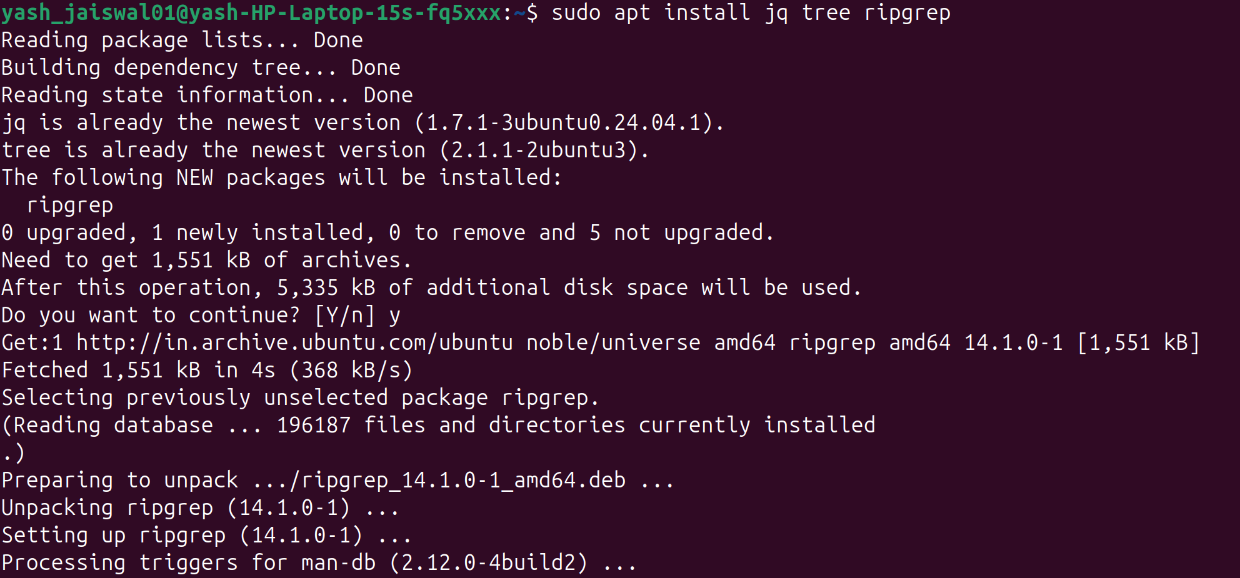 yash_jaiswal01@yash-HP-Laptop-15s-fq5xxx:~$ sudo apt install jq tree ripgrep
Reading package lists... Done
Building dependency tree... Done
Reading state information... Done
jq is already the newest version (1.7.1-3ubuntu0.24.04.1).
tree is already the newest version (2.1.1-2ubuntu3).
The following NEW packages will be installed:
  ripgrep
0 upgraded, 1 newly installed, 0 to remove and 5 not upgraded.
Need to get 1,551 kB of archives.
After this operation, 5,335 kB of additional disk space will be used.
Do you want to continue? [Y/n] y
Get:1 http://in.archive.ubuntu.com/ubuntu noble/universe amd64 ripgrep amd64 14.1.0-1 [1,551 kB]
Fetched 1,551 kB in 4s (368 kB/s)
Selecting previously unselected package ripgrep.
(Reading database ... 196187 files and directories currently installed
.)
Preparing to unpack .../ripgrep_14.1.0-1_amd64.deb ...
Unpacking ripgrep (14.1.0-1) ...
Setting up ripgrep (14.1.0-1) ...
Processing triggers for man-db (2.12.0-4build2) ...